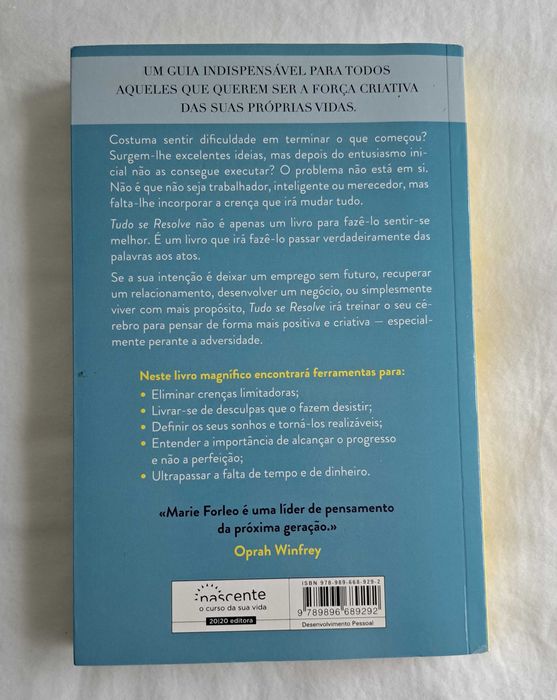 UM GUIA INDISPENSÁVEL PARA TODOS
AQUELES QUE QUEREM SER A FORÇA CRIATIVA
DAS SUAS PRÓPRIAS VIDAS.
Costuma sentir dificuldade em terminar o que começou?
Surgem-lhe excelentes ideias, mas depois do entusiasmo ini-
cial não as consegue executar? O problema não está em si.
Não é que não seja trabalhador, inteligente ou merecedor, mas
falta-lhe incorporar a crença que irá mudar tudo.
Tudo se Resolve não é apenas um livro para fazê-lo sentir-se
melhor. É um livro que irá fazê-lo passar verdadeiramente das
palavras aos atos.
Se a sua intenção é deixar um emprego sem futuro, recuperar
um relacionamento, desenvolver um negócio, ou simplesmente
viver com mais propósito, Tudo se Resolve irá treinar o seu cé-
rebro para pensar de forma mais positiva e criativa — especial-
mente perante a adversidade.
Neste livro magnífico encontrará ferramentas para:
• Eliminar crenças limitadoras;
• Livrar-se de desculpas que o fazem desistir;
• Definir os seus sonhos e torná-los realizáveis;
• Entender a importância de alcançar o progresso
e não a perfeição;
• Ultrapassar a falta de tempo e de dinheiro.
«Marie Forleo é uma líder de pensamento
da próxima geração.»
Oprah Winfrey
nascente
o curso da sua vida
20|20 editora
ISBN 978-989-668-929-2
9 789896 689292
Desenvolvimento Pessoal